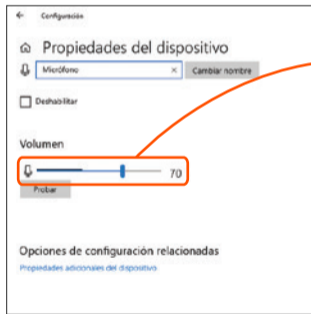 Configuración
Propiedades del dispositivo
Micrófono × Cambiar nombre
Deshabilitar
Volumen
70
Probar
Opciones de configuración relacionadas
Propiedades adicionales del dispositivo